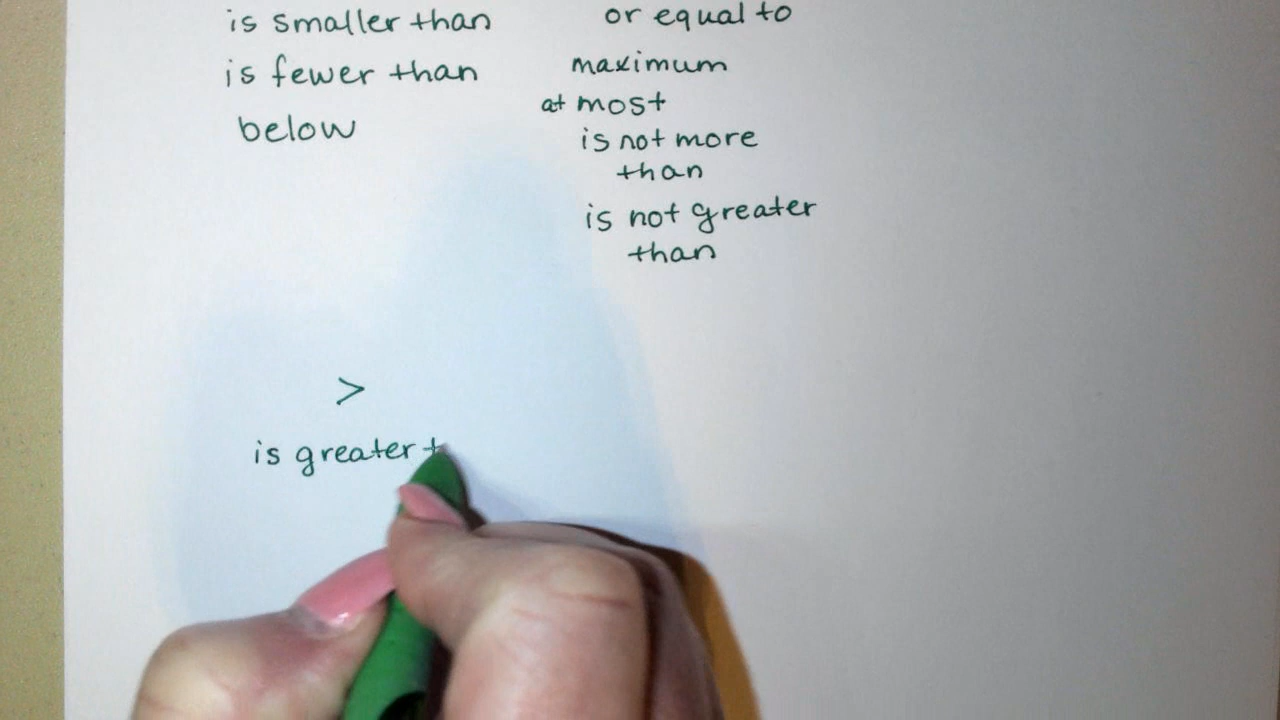 is smaller than
is fewer than
below
or equal to
maximum
at most
is not more
than
is not greater
than
>
is greater t